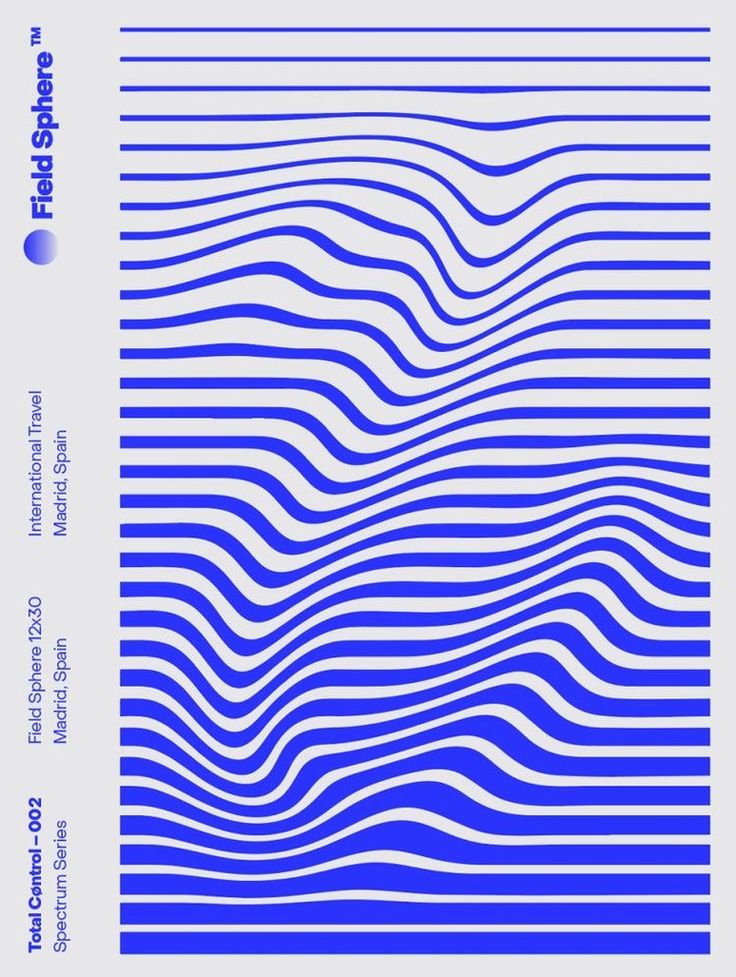 Field Sphere™
International Travel
Madrid, Spain
Field Sphere 12x30
Madrid, Spain
Total Cøntrol – 002
Spectrum Series